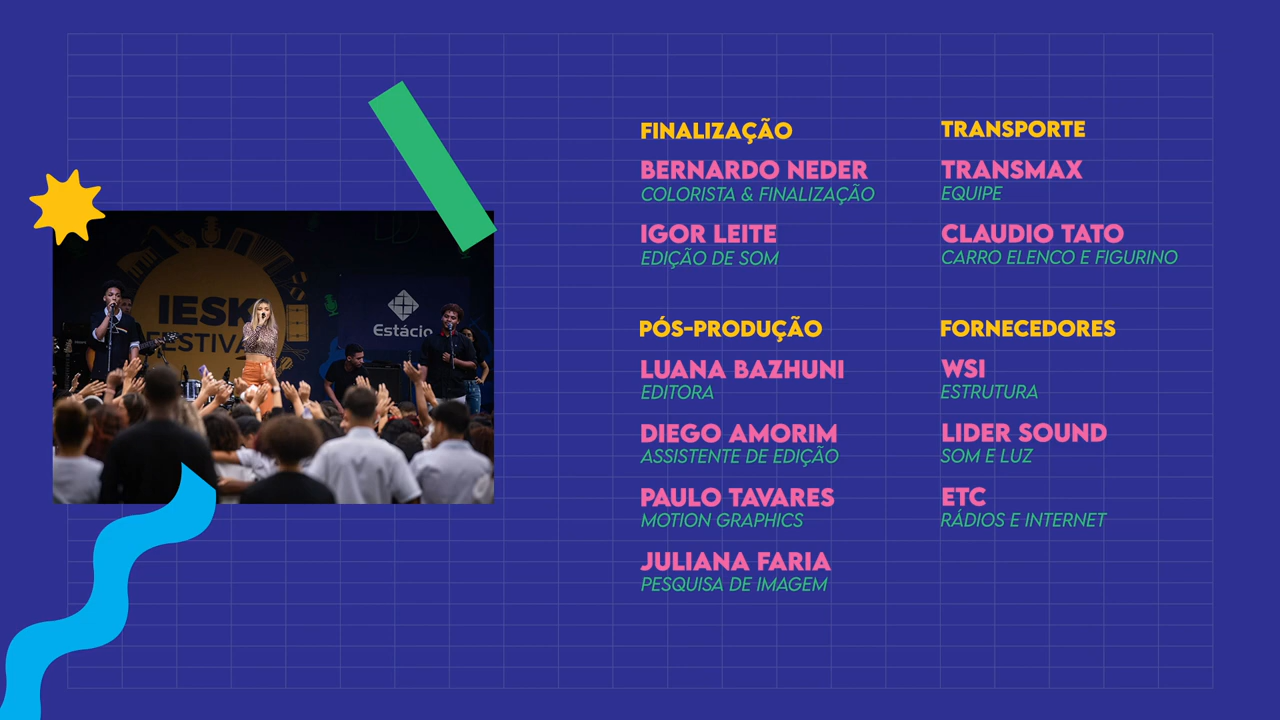 IESK
FESTIVA
Estácio
FINALIZAÇÃO
BERNARDO NEDER
COLORISTA & FINALIZAÇÃO
IGOR LEITE
EDIÇÃO DE SOM
PÓS-PRODUÇÃO
LUANA BAZHUNI
EDITORA
DIEGO AMORIM
ASSISTENTE DE EDIÇÃO
PAULO TAVARES
MOTION GRAPHICS
JULIANA FARIA
PESQUISA DE IMAGEM
TRANSPORTE
TRANSMAX
EQUIPE
CLAUDIO TATO
CARRO ELENCO E FIGURINO
FORNECEDORES
WSI
ESTRUTURA
LIDER SOUND
SOM E LUZ
ETC
RÁDIOS E INTERNET